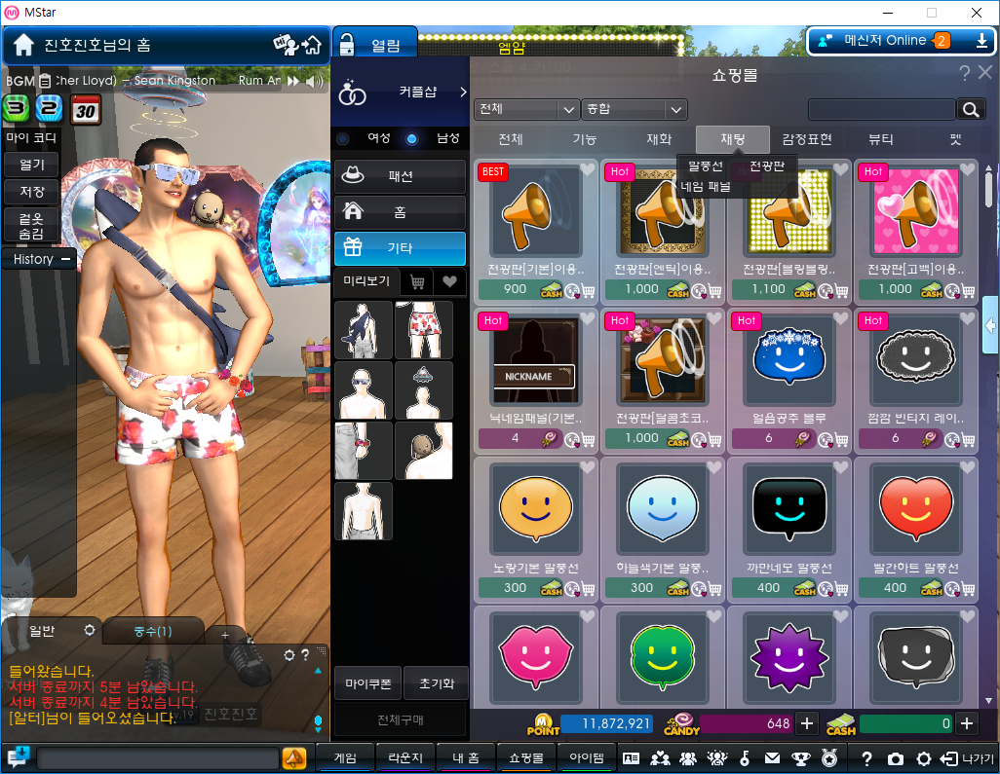 MStar
진호진호님의 홈
열림
엠얌
메신저 Online
2
BGM
Cher Lloyd) – Sean Kingston
Rum
커플샵
쇼핑몰
?
3
2
30
전체
종합
마이 코디
여성
남성
전체
기능
재화
채팅
감정표현
뷰티
펫
열기
저장
겉옷
숨김
패션
말풍선
전광판
네임 패널
BEST
Hot
Hot
홈
History
기타
전광판[기본]이용..
전광판[엔틱]이용..
전광판[블링블링..
전광판[고백]이용..
미리보기
900 CASH
1,000 CASH
1,100 CASH
1,000 CASH
Hot
Hot
Hot
Hot
NICKNAME
닉네임패널(기본..
전광판[달콤초코..
얼음공주 블루
깜깜 빈티지 레이..
4
1,000 CASH
6
6
노랑기본 말풍선
하늘색기본 말풍..
까만네모 말풍선
빨간하트 말풍선
300 CASH
300 CASH
400 CASH
400 CASH
일반
중수(1)
+
?
들어왔습니다.
서버 종료까지 5분 남았습니다.
서버 종료까지 4분 남았습니다.
[알터]님이 들어오셨습니다.
Lv.19
진호진호
마이쿠폰
초기화
전체구매
M
POINT
11,872,921
CANDY
648
+
CASH
0
+
게임
라운지
내 홈
쇼핑몰
아이템
?
나가기